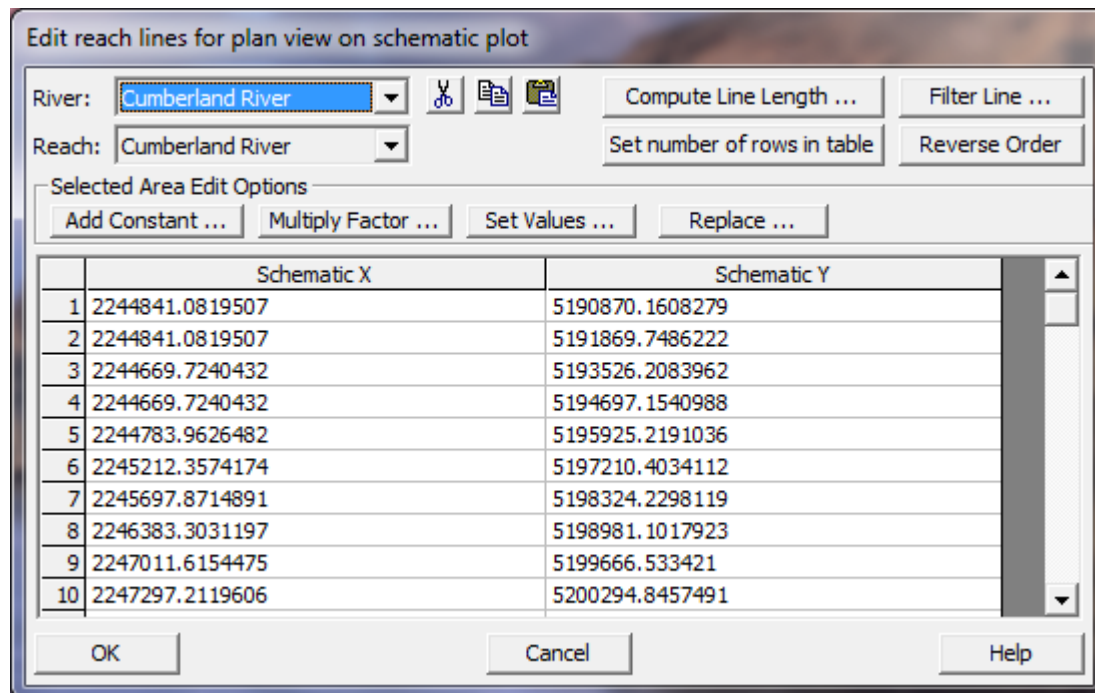 Edit reach lines for plan view on schematic plot
River: Cumberland River Compute Line Length ... Filter Line ...
Reach: Cumberland River Set number of rows in table Reverse Order
Selected Area Edit Options
Add Constant ... Multiply Factor ... Set Values ... Replace ...
Schematic X Schematic Y
1 2244841.0819507 5190870.1608279
2 2244841.0819507 5191869.7486222
3 2244669.7240432 5193526.2083962
4 2244669.7240432 5194697.1540988
5 2244783.9626482 5195925.2191036
6 2245212.3574174 5197210.4034112
7 2245697.8714891 5198324.2298119
8 2246383.3031197 5198981.1017923
9 2247011.6154475 5199666.533421
10 2247297.2119606 5200294.8457491
OK Cancel Help